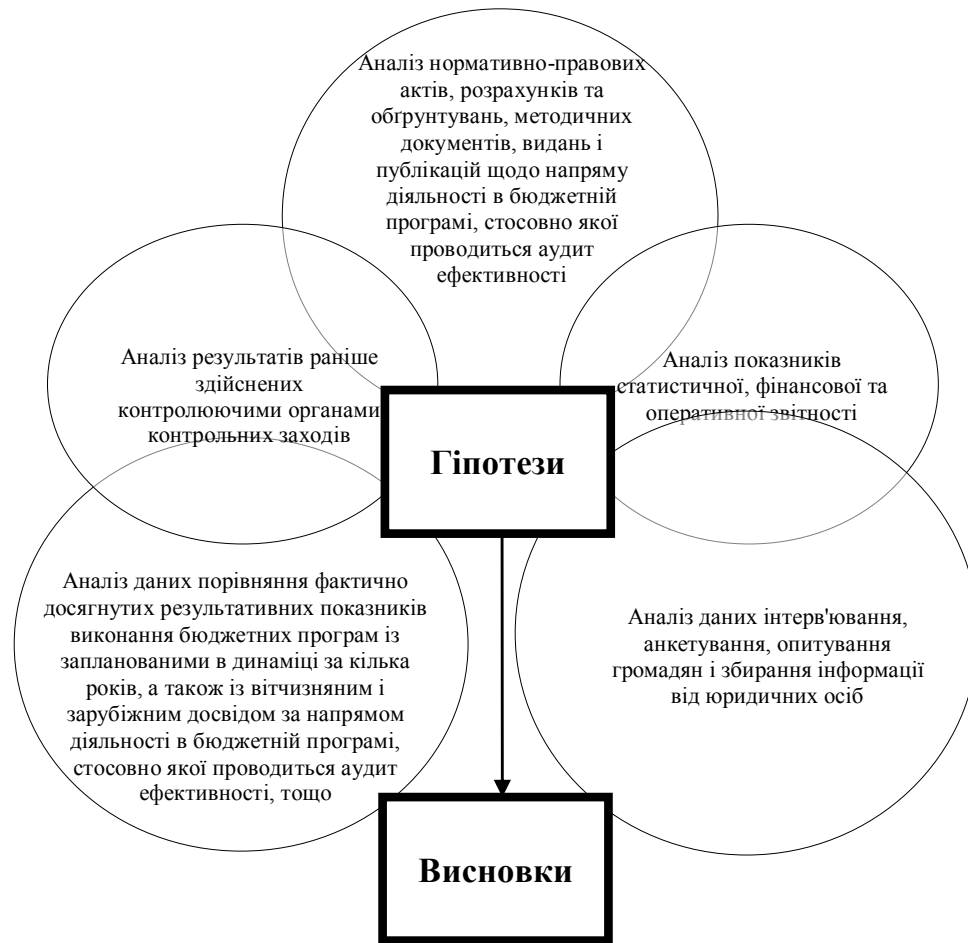 Аналіз нормативно-правових
актів, розрахунків та
обґрунтувань, методичних
документів, видань і
публікацій щодо напряму
діяльності в бюджетній
програмі, стосовно якої
проводиться аудит
ефективності
Аналіз результатів раніше
здійснених
контролюючими органами
контрольних заходів
Аналіз показників
статистичної, фінансової та
оперативної звітності
Гіпотези
Аналіз даних порівняння фактично
досягнутих результативних показників
виконання бюджетних програм із
запланованими в динаміці за кілька
років, а також із вітчизняним і
зарубіжним досвідом за напрямом
діяльності в бюджетній програмі,
стосовно якої проводиться аудит
ефективності, тощо
Аналіз даних інтерв'ювання,
анкетування, опитування
громадян і збирання інформації
від юридичних осіб
Висновки